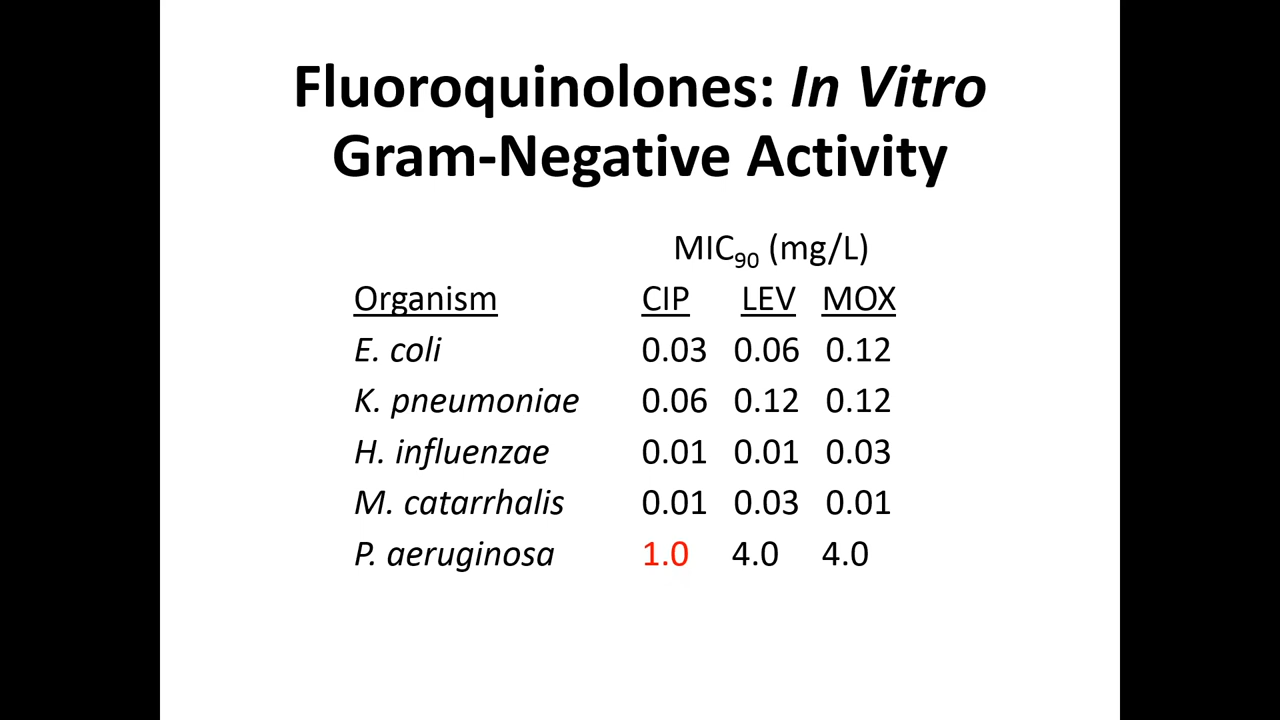 Fluoroquinolones: In Vitro
Gram-Negative Activity
MIC90 (mg/L)
Organism CIP LEV MOX
E. coli 0.03 0.06 0.12
K. pneumoniae 0.06 0.12 0.12
H. influenzae 0.01 0.01 0.03
M. catarrhalis 0.01 0.03 0.01
P. aeruginosa 1.0 4.0 4.0